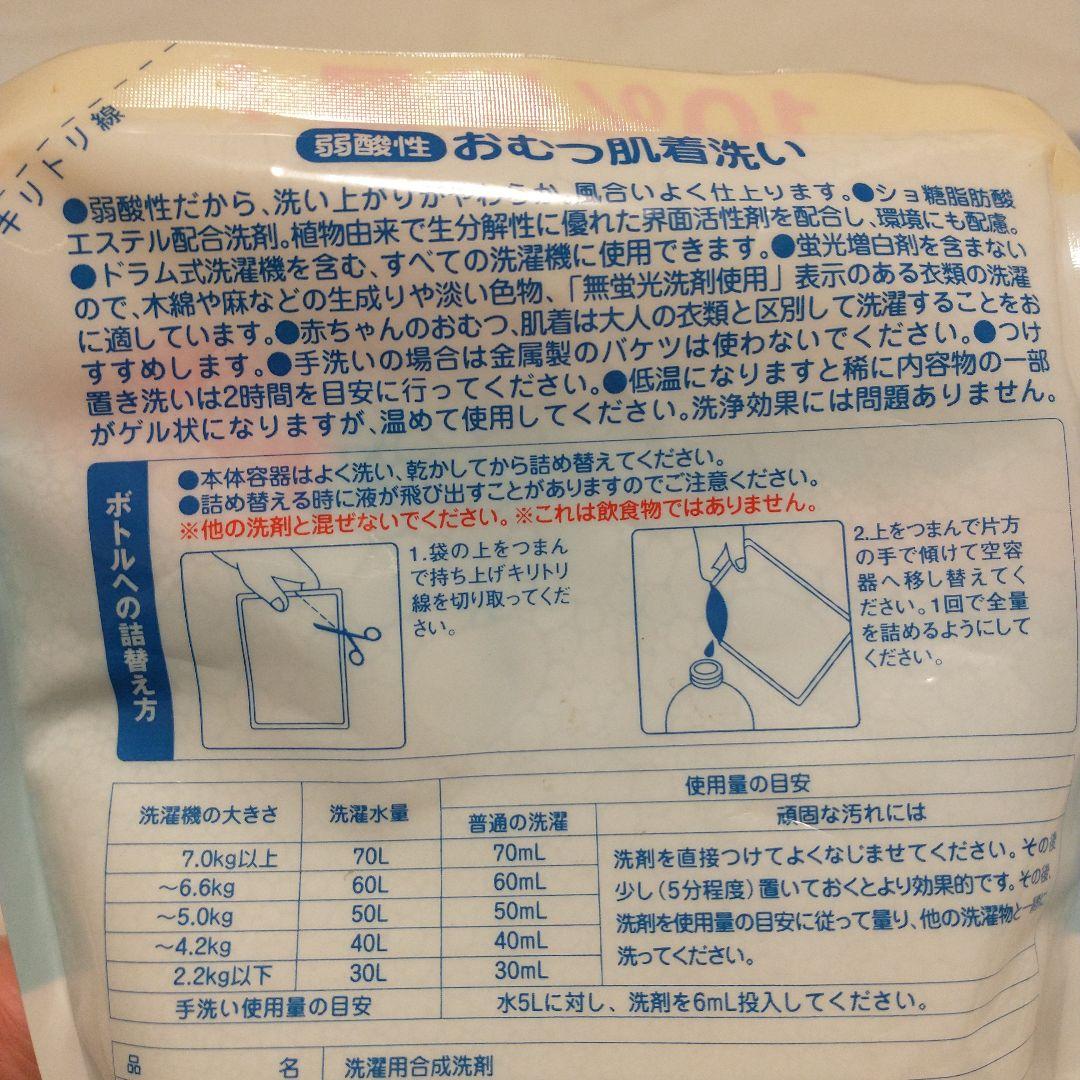 キリトリ線
10%
弱酸性 おむつ肌着洗い
●弱酸性だから、洗い上がりがやわらか、風合いよく仕上ります。●ショ糖脂肪酸
エステル配合洗剤。植物由来で生分解性に優れた界面活性剤を配合し、環境にも配慮。
●ドラム式洗濯機を含む、すべての洗濯機に使用できます。●蛍光増白剤を含まない
ので、木綿や麻などの生成りや淡い色物、「無蛍光洗剤使用」表示のある衣類の洗濯
に適しています。●赤ちゃんのおむつ、肌着は大人の衣類と区別して洗濯することをお
すすめします。●手洗いの場合は金属製のバケツは使わないでください。●つけ
置き洗いは2時間を目安に行ってください。●低温になりますと稀に内容物の一部
がゲル状になりますが、温めて使用してください。洗浄効果には問題ありません。
ボトルへの詰替え方
●本体容器はよく洗い、乾かしてから詰め替えてください。
●詰め替える時に液が飛び出すことがありますのでご注意ください。
※他の洗剤と混ぜないでください。※これは飲食物ではありません。
1.袋の上をつまん
で持ち上げキリトリ
線を切り取ってくだ
さい。
2.上をつまんで片方
の手で傾けて空容
器へ移し替えてく
ださい。1回で全量
を詰めるようにして
ください。
洗濯機の大きさ 洗濯水量 使用量の目安
普通の洗濯 頑固な汚れには
7.0kg以上 70L 70mL
～6.6kg 60L 60mL
～5.0kg 50L 50mL
～4.2kg 40L 40mL
2.2kg以下 30L 30mL
洗剤を直接つけてよくなじませてください。その後
少し(5分程度)置いておくとより効果的です。その後、
洗剤を使用量の目安に従って量り、他の洗濯物と一緒に
洗ってください。
手洗い使用量の目安 水5Lに対し、洗剤を6mL投入してください。
品 名 洗濯用合成洗剤